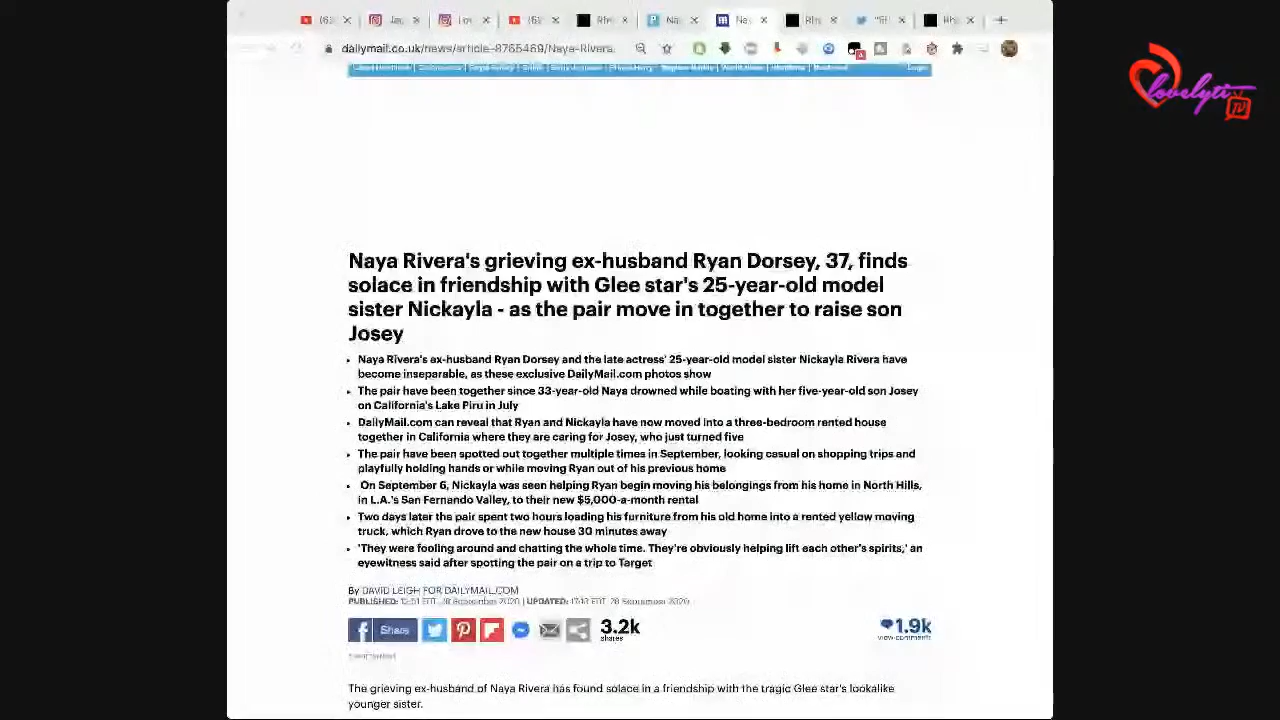 dailymail.co.uk/news/article-8765469/Naya-Rivera
lovelyti
TV
Naya Rivera's grieving ex-husband Ryan Dorsey, 37, finds
solace in friendship with Glee star's 25-year-old model
sister Nickayla - as the pair move in together to raise son
Josey
Naya Rivera's ex-husband Ryan Dorsey and the late actress' 25-year-old model sister Nickayla Rivera have
become inseparable, as these exclusive DailyMail.com photos show
The pair have been together since 33-year-old Naya drowned while boating with her five-year-old son Josey
on California's Lake Piru in July
DailyMail.com can reveal that Ryan and Nickayla have now moved into a three-bedroom rented house
together in California where they are caring for Josey, who just turned five
The pair have been spotted out together multiple times in September, looking casual on shopping trips and
playfully holding hands or while moving Ryan out of his previous home
On September 6, Nickayla was seen helping Ryan begin moving his belongings from his home in North Hills,
in L.A.'s San Fernando Valley, to their new $5,000-a-month rental
Two days later the pair spent two hours loading his furniture from his old home into a rented yellow moving
truck, which Ryan drove to the new house 30 minutes away
'They were fooling around and chatting the whole time. They're obviously helping lift each other's spirits,' an
eyewitness said after spotting the pair on a trip to Target
By DAVID LEIGH FOR DAILYMAIL.COM
PUBLISHED: EDT, 28 September 2020 | UPDATED: EDT, 28 September 2020
Share
3.2k
shares
1.9k
view comments
The grieving ex-husband of Naya Rivera has found solace in a friendship with the tragic Glee star's lookalike
younger sister.